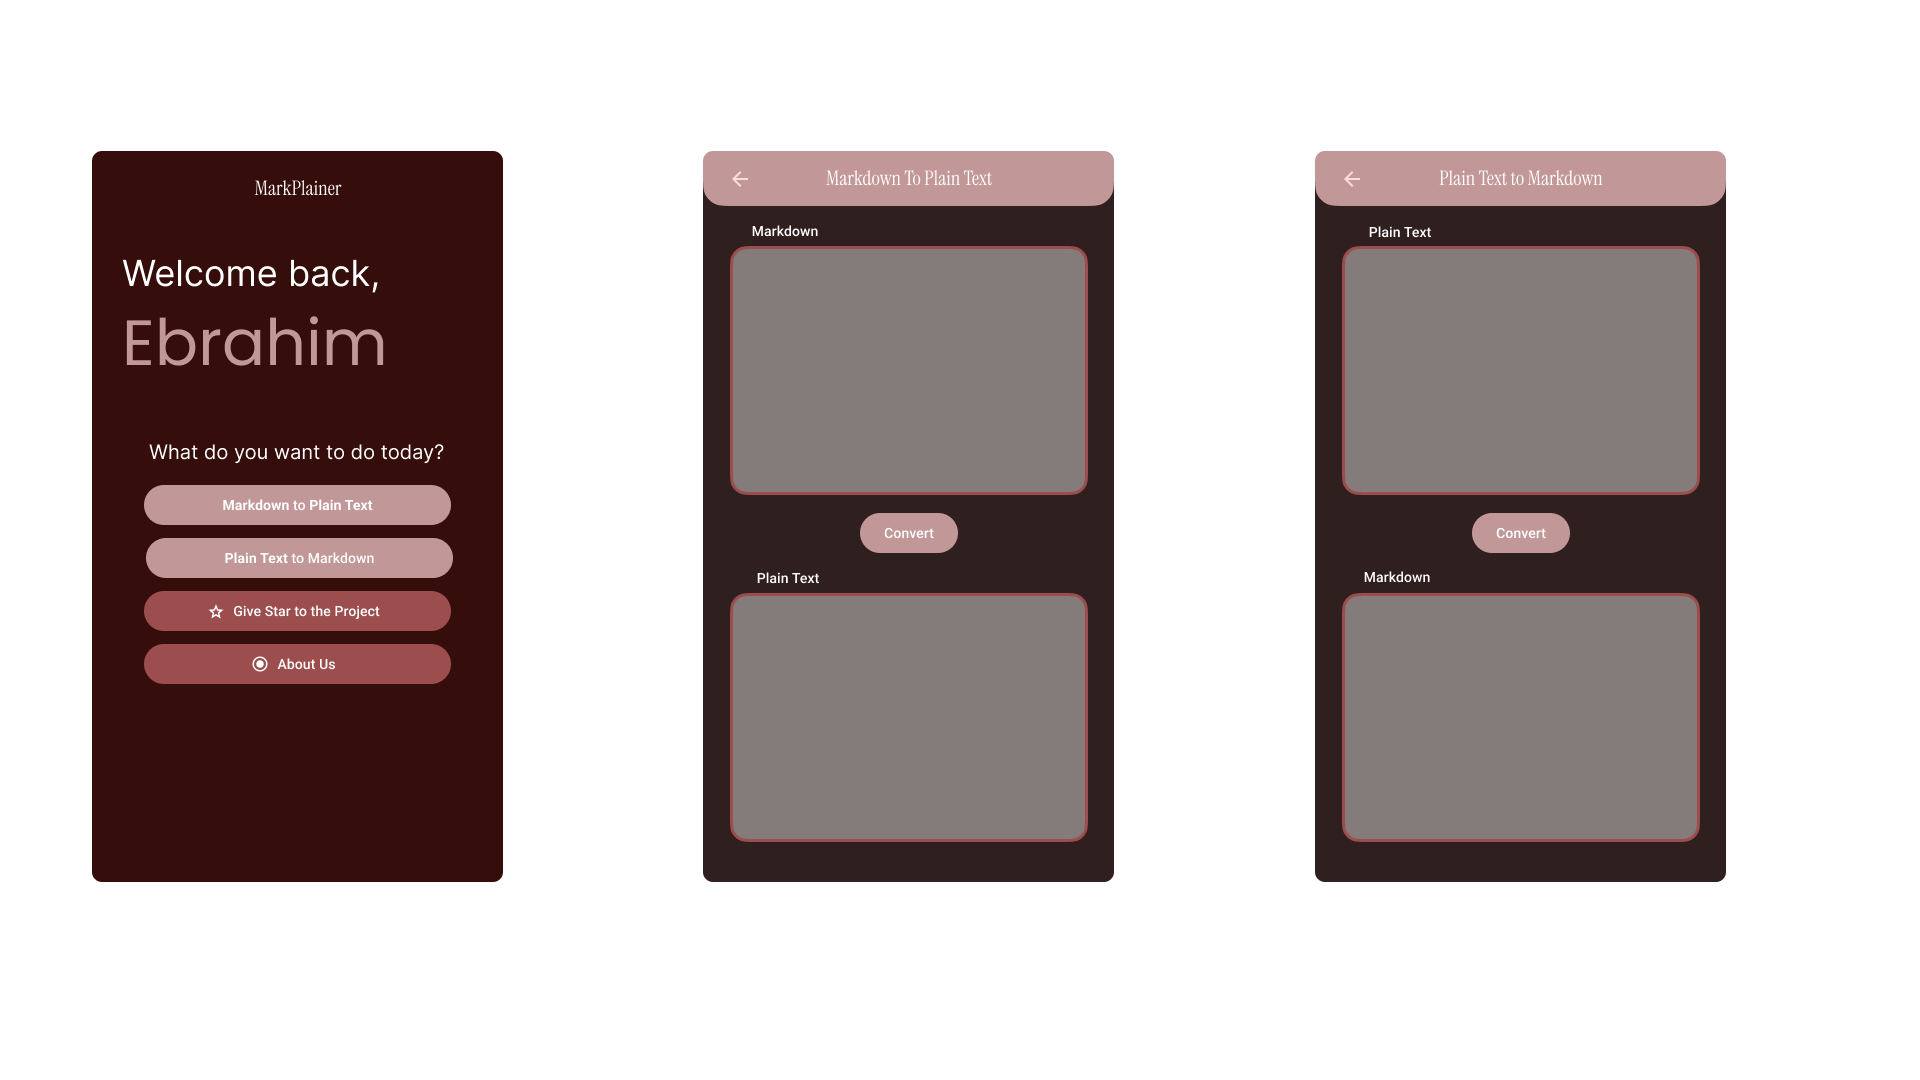 MarkPlainer
Welcome back,
Ebrahim
What do you want to do today?
Markdown to Plain Text
Plain Text to Markdown
Give Star to the Project
About Us
Markdown To Plain Text
Markdown
Convert
Plain Text
Plain Text to Markdown
Plain Text
Convert
Markdown